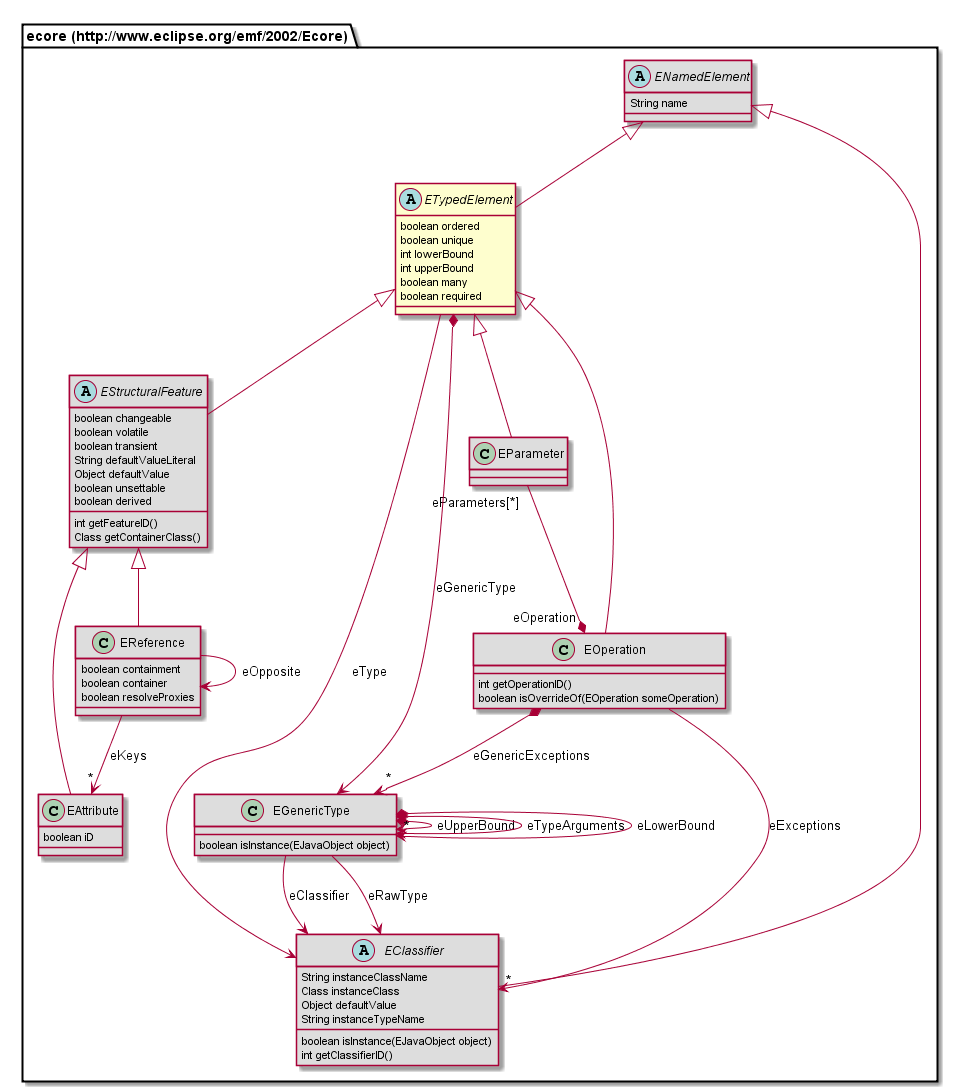 ecore (http://www.eclipse.org/emf/2002/Ecore)
A ENamedElement
String name
A ETypedElement
boolean ordered
boolean unique
int lowerBound
int upperBound
boolean many
boolean required
A EStructuralFeature
boolean changeable
boolean volatile
boolean transient
String defaultValueLiteral
Object defaultValue
boolean unsettable
boolean derived
int getFeatureID()
Class getContainerClass()
C EParameter
eParameters[*]
eGenericType
eOperation
C EReference
boolean containment
boolean container
boolean resolveProxies
eOpposite
eType
C EOperation
int getOperationID()
boolean isOverrideOf(EOperation someOperation)
eKeys
*
eGenericExceptions
*
C EAttribute
boolean iD
C EGenericType
boolean isInstance(EJavaObject object)
*
eUpperBound
eTypeArguments
eLowerBound
eExceptions
eClassifier
eRawType
A EClassifier
String instanceClassName
Class instanceClass
Object defaultValue
String instanceTypeName
boolean isInstance(EJavaObject object)
int getClassifierID()
*